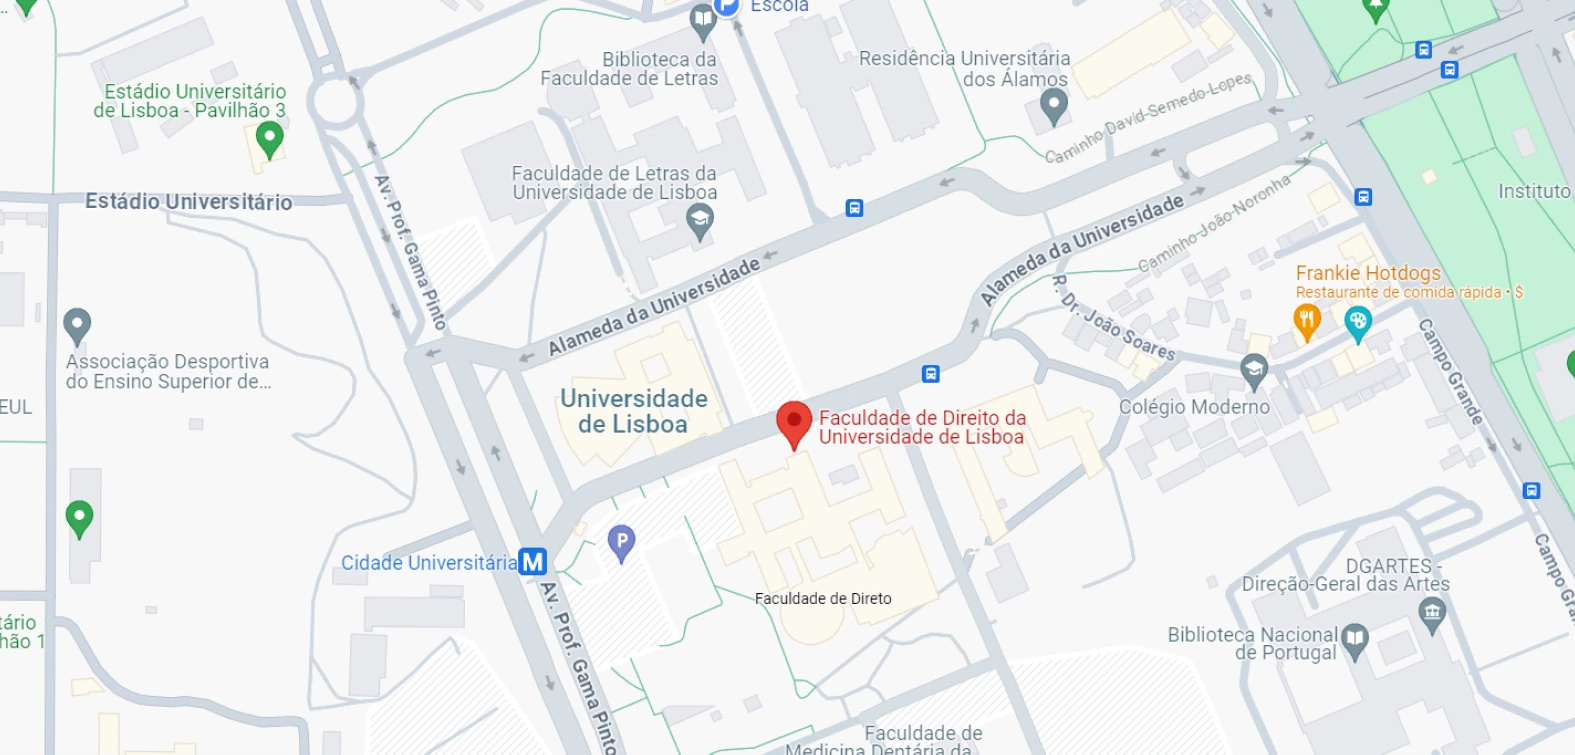 Escola
Biblioteca da
Faculdade de Letras
Residência Universitária
dos Álamos
Estádio Universitário
de Lisboa - Pavilhão 3
Caminho David Semedo Lopes
Faculdade de Letras da
Universidade de Lisboa
Estádio Universitário
Av. Prof. Gama Pinto
Instituto
Caminho João Noronha
Alameda da Universidade
Alameda da Universidade
Frankie Hotdogs
Restaurante de comida rápida • $
R. Dr. João Soares
Associação Desportiva
do Ensino Superior de...
Campo Grande
EUL
Universidade
de Lisboa
Colégio Moderno
Faculdade de Direito da
Universidade de Lisboa
P
Cidade Universitária
M
Av. Prof. Gama Pinto
DGARTES -
Direção-Geral das Artes
Campo Gra
Faculdade de Direto
tário
hão 1
Biblioteca Nacional
de Portugal
Faculdade de
Medicina Dentária da